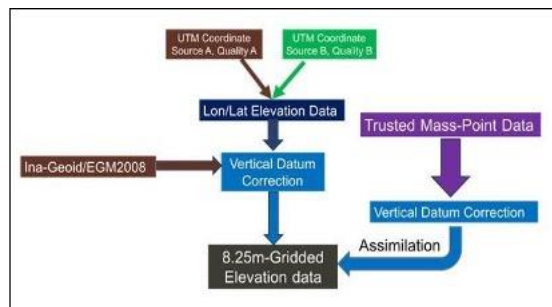 UTM Coordinate
Source A, Quality A
UTM Coordinate
Source B, Quality B
Lon/Lat Elevation Data
Trusted Mass-Point Data
Ina-Geoid/EGM2008
Vertical Datum
Correction
Vertical Datum Correction
Assimilation
8.25m-Gridded
Elevation data